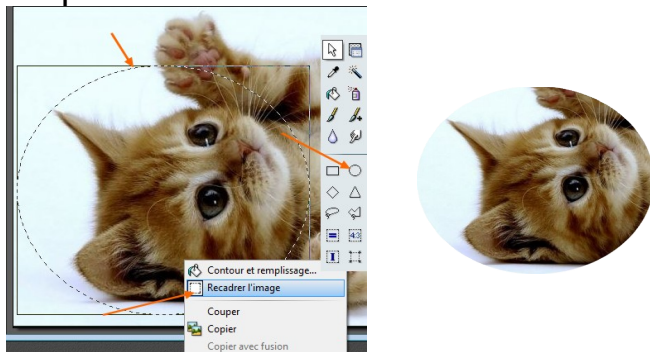 Contour et remplissage...
Recadrer l'image
Couper
Copier
Copier avec fusion